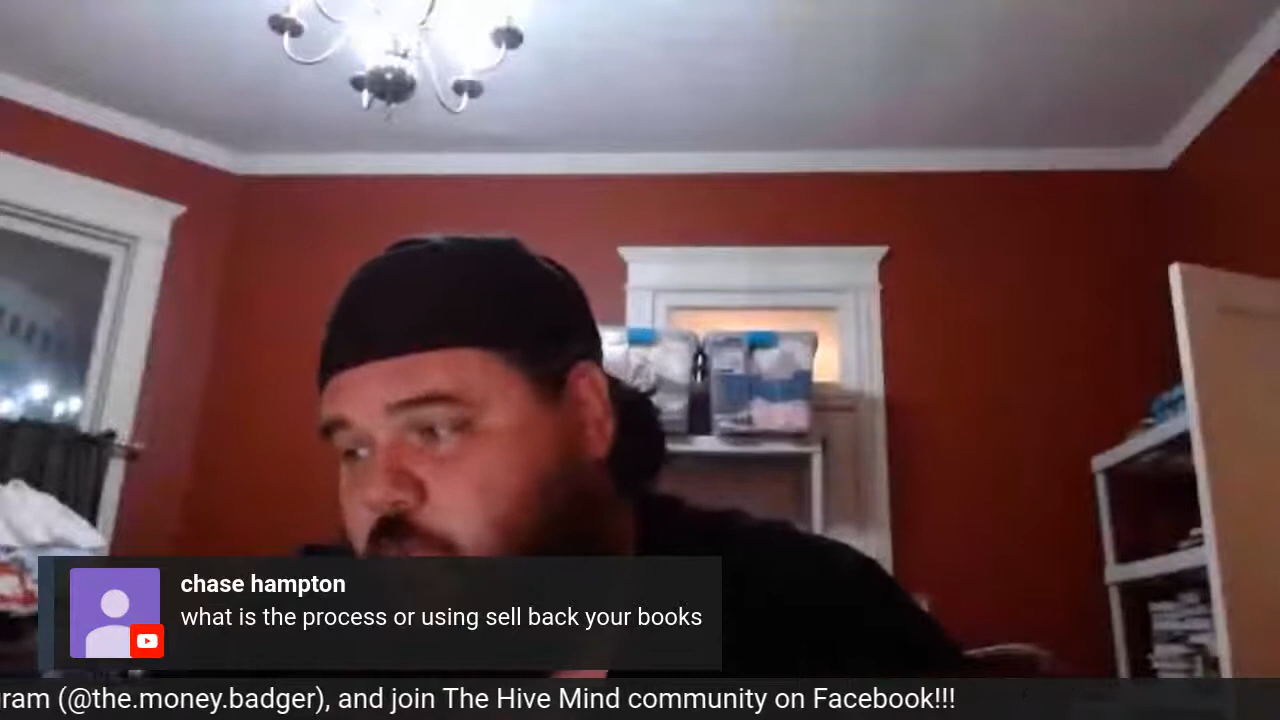 chase hampton
what is the process or using sell back your books
gram (@the.money.badger), and join The Hive Mind community on Facebook!!!